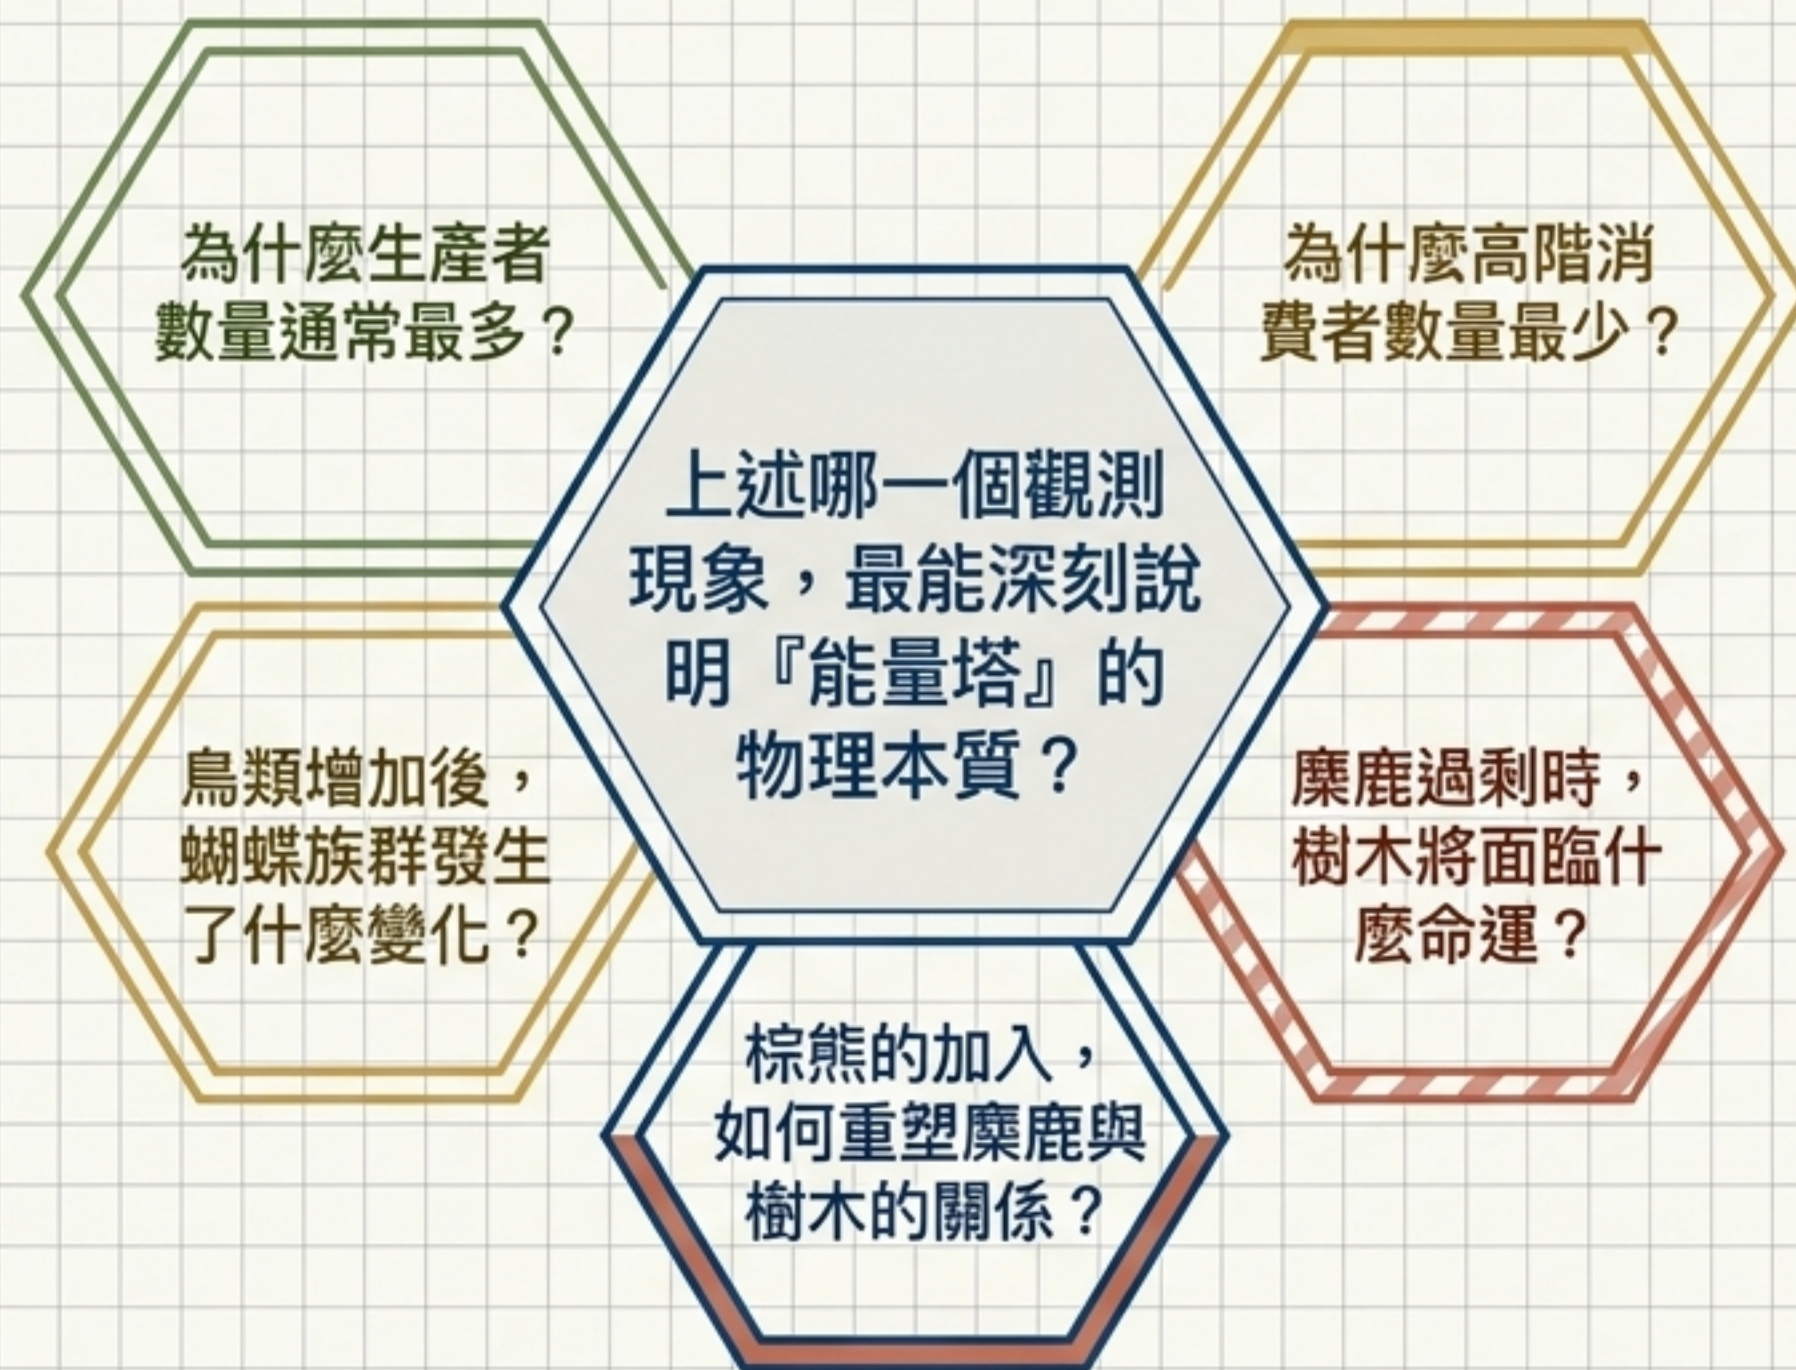 為什麼生產者
數量通常最多？
為什麼高階消
費者數量最少？
上述哪一個觀測
現象，最能深刻說
明『能量塔』的
物理本質？
鳥類增加後，
蝴蝶族群發生
了什麼變化？
麋鹿過剩時，
樹木將面臨什
麼命運？
棕熊的加入，
如何重塑麋鹿與
樹木的關係？